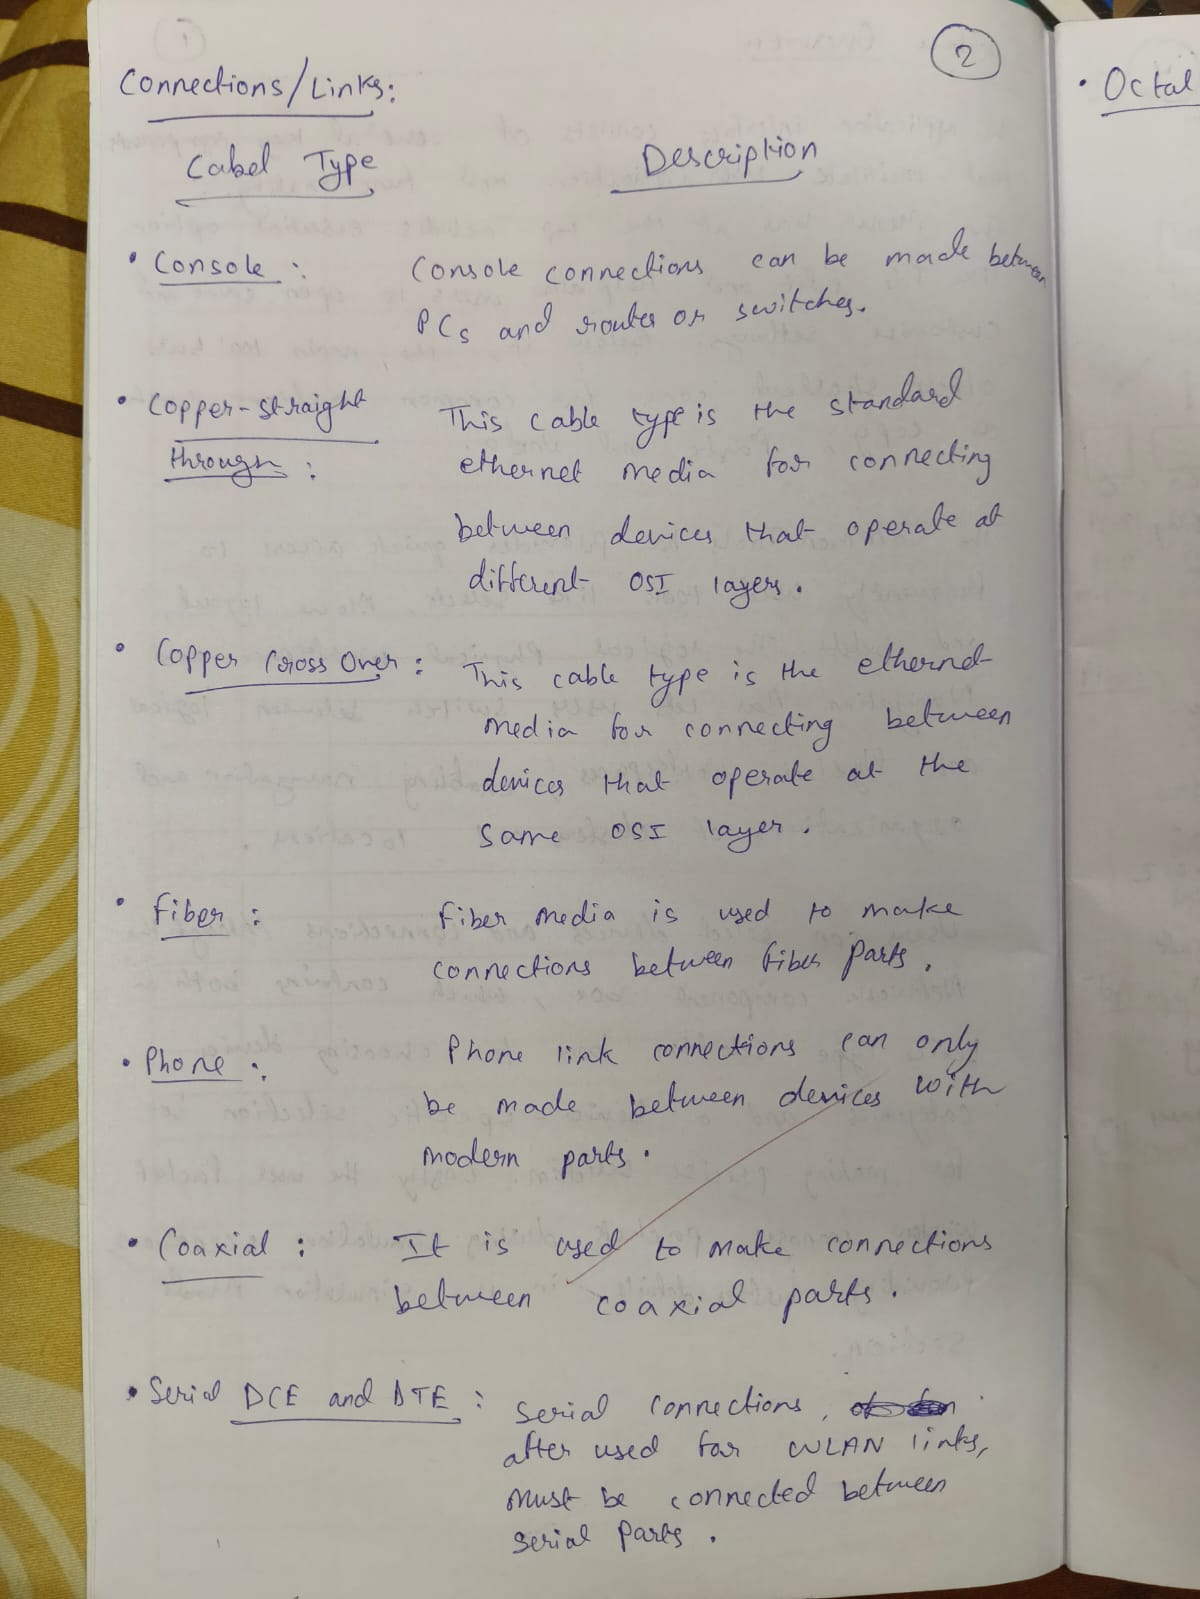 2
Connections/Links:
Cabel Type Description
• Console : Console connections can be made between
PCs and router or switches.
• Copper-straight This cable type is the standard
through : ethernet media for connecting
between devices that operate at
different OSI layers.
• Copper Cross Over : This cable type is the ethernet
media for connecting between
devices that operate at the
same OSI layer.
• Fiber : Fiber media is used to make
connections between fiber parts.
• Phone : Phone link connections can only
be made between devices with
modern parts.
• Coaxial : It is used to make connections
between coaxial parts.
• Serial DCE and DTE : Serial connections,
after used for WLAN links,
must be connected between
serial parts.
• Octal